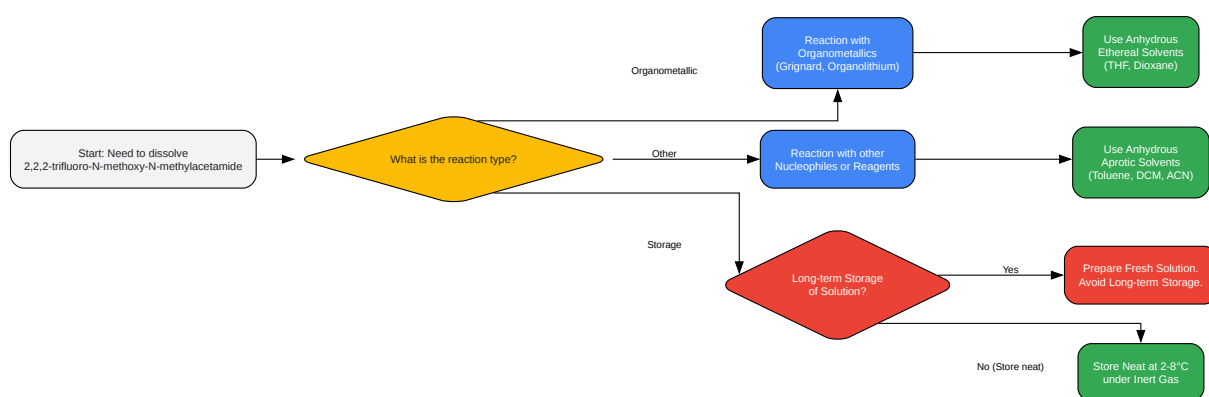 Reaction with
Organometallics
(Grignard, Organolithium)
Use Anhydrous
Ethereal Solvents
(THF, Dioxane)
Organometallic
Start: Need to dissolve
2,2,2-trifluoro-N-methoxy-N-methylacetamide
What is the reaction type?
Other
Reaction with other
Nucleophiles or Reagents
Use Anhydrous
Aprotic Solvents
(Toluene, DCM, ACN)
Storage
Long-term Storage
of Solution?
Yes
Prepare Fresh Solution.
Avoid Long-term Storage.
No (Store neat)
Store Neat at 2-8°C
under Inert Gas